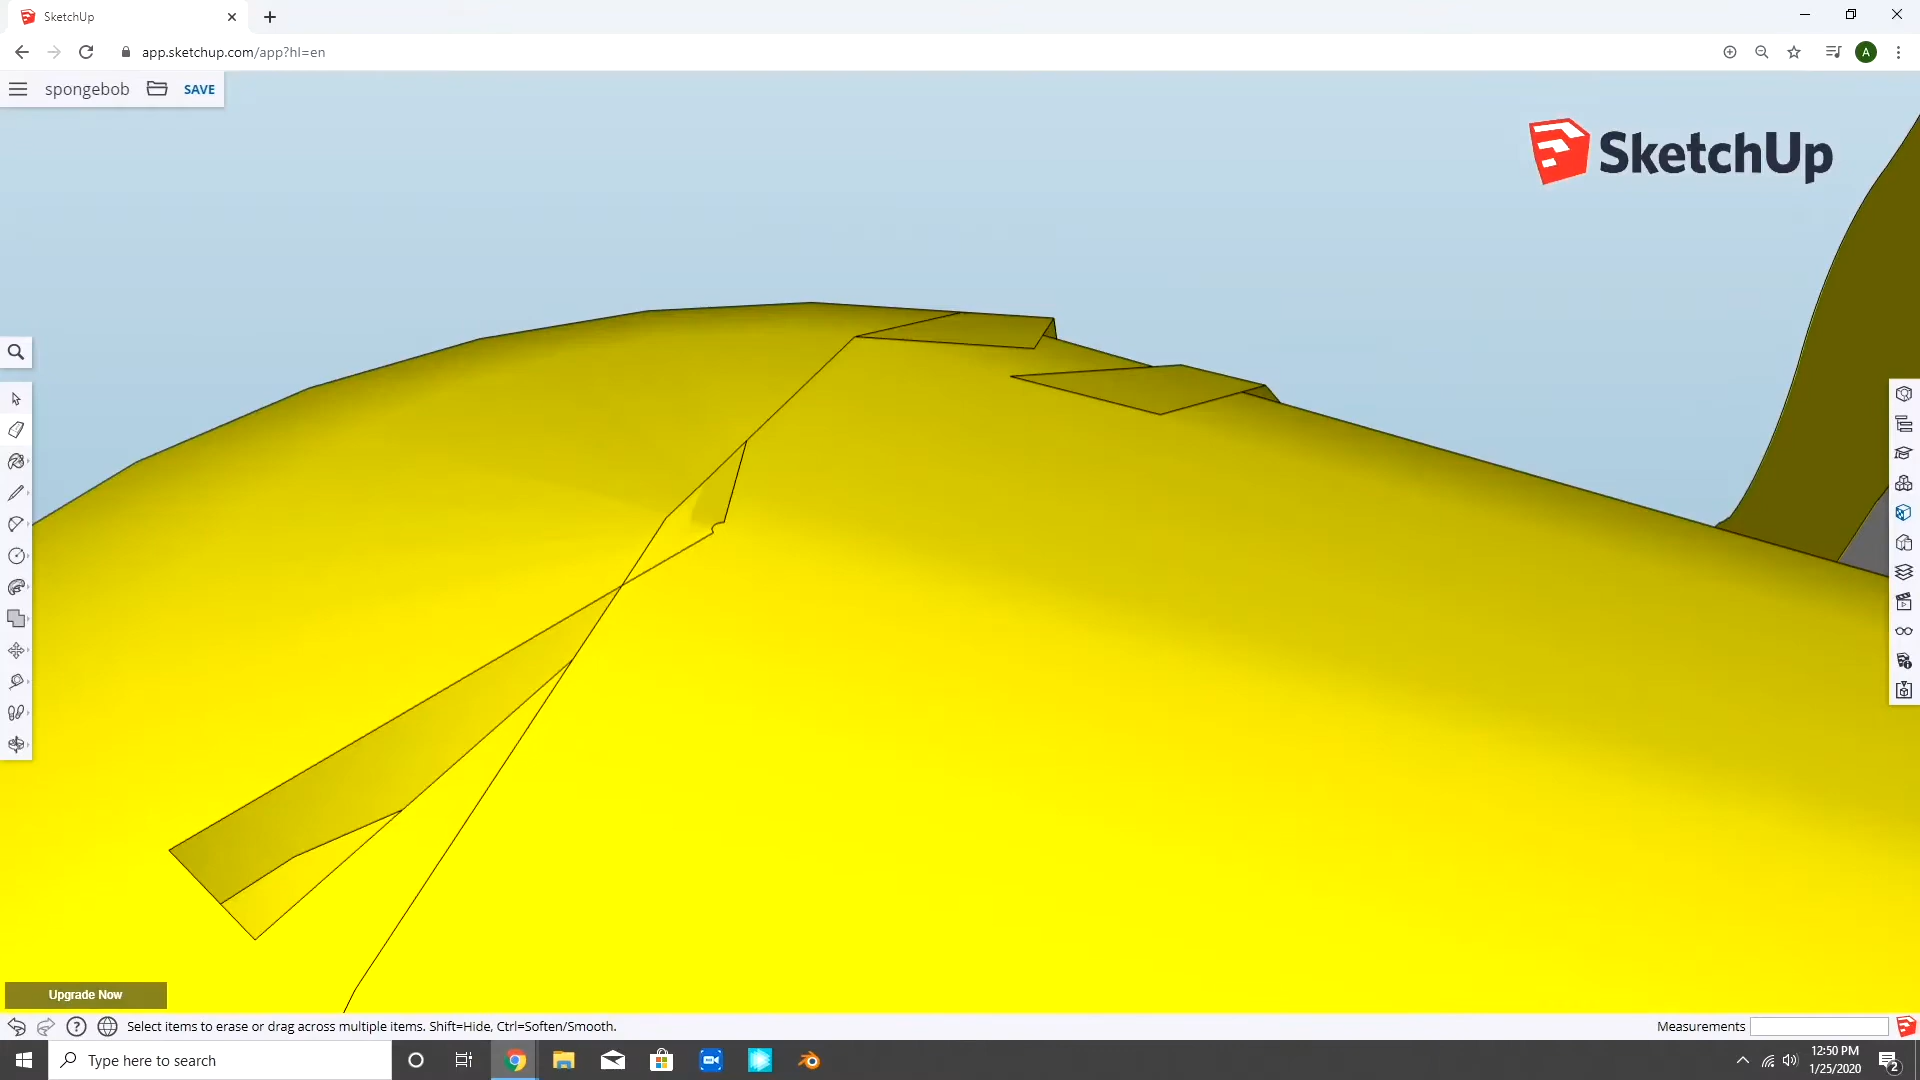 SketchUp
app.sketchup.com/app?hl=en
A
spongebob
SAVE
SketchUp
Upgrade Now
Select items to erase or drag across multiple items. Shift=Hide, Ctrl=Soften/Smooth.
Measurements
Type here to search
12:50 PM
1/25/2020
2